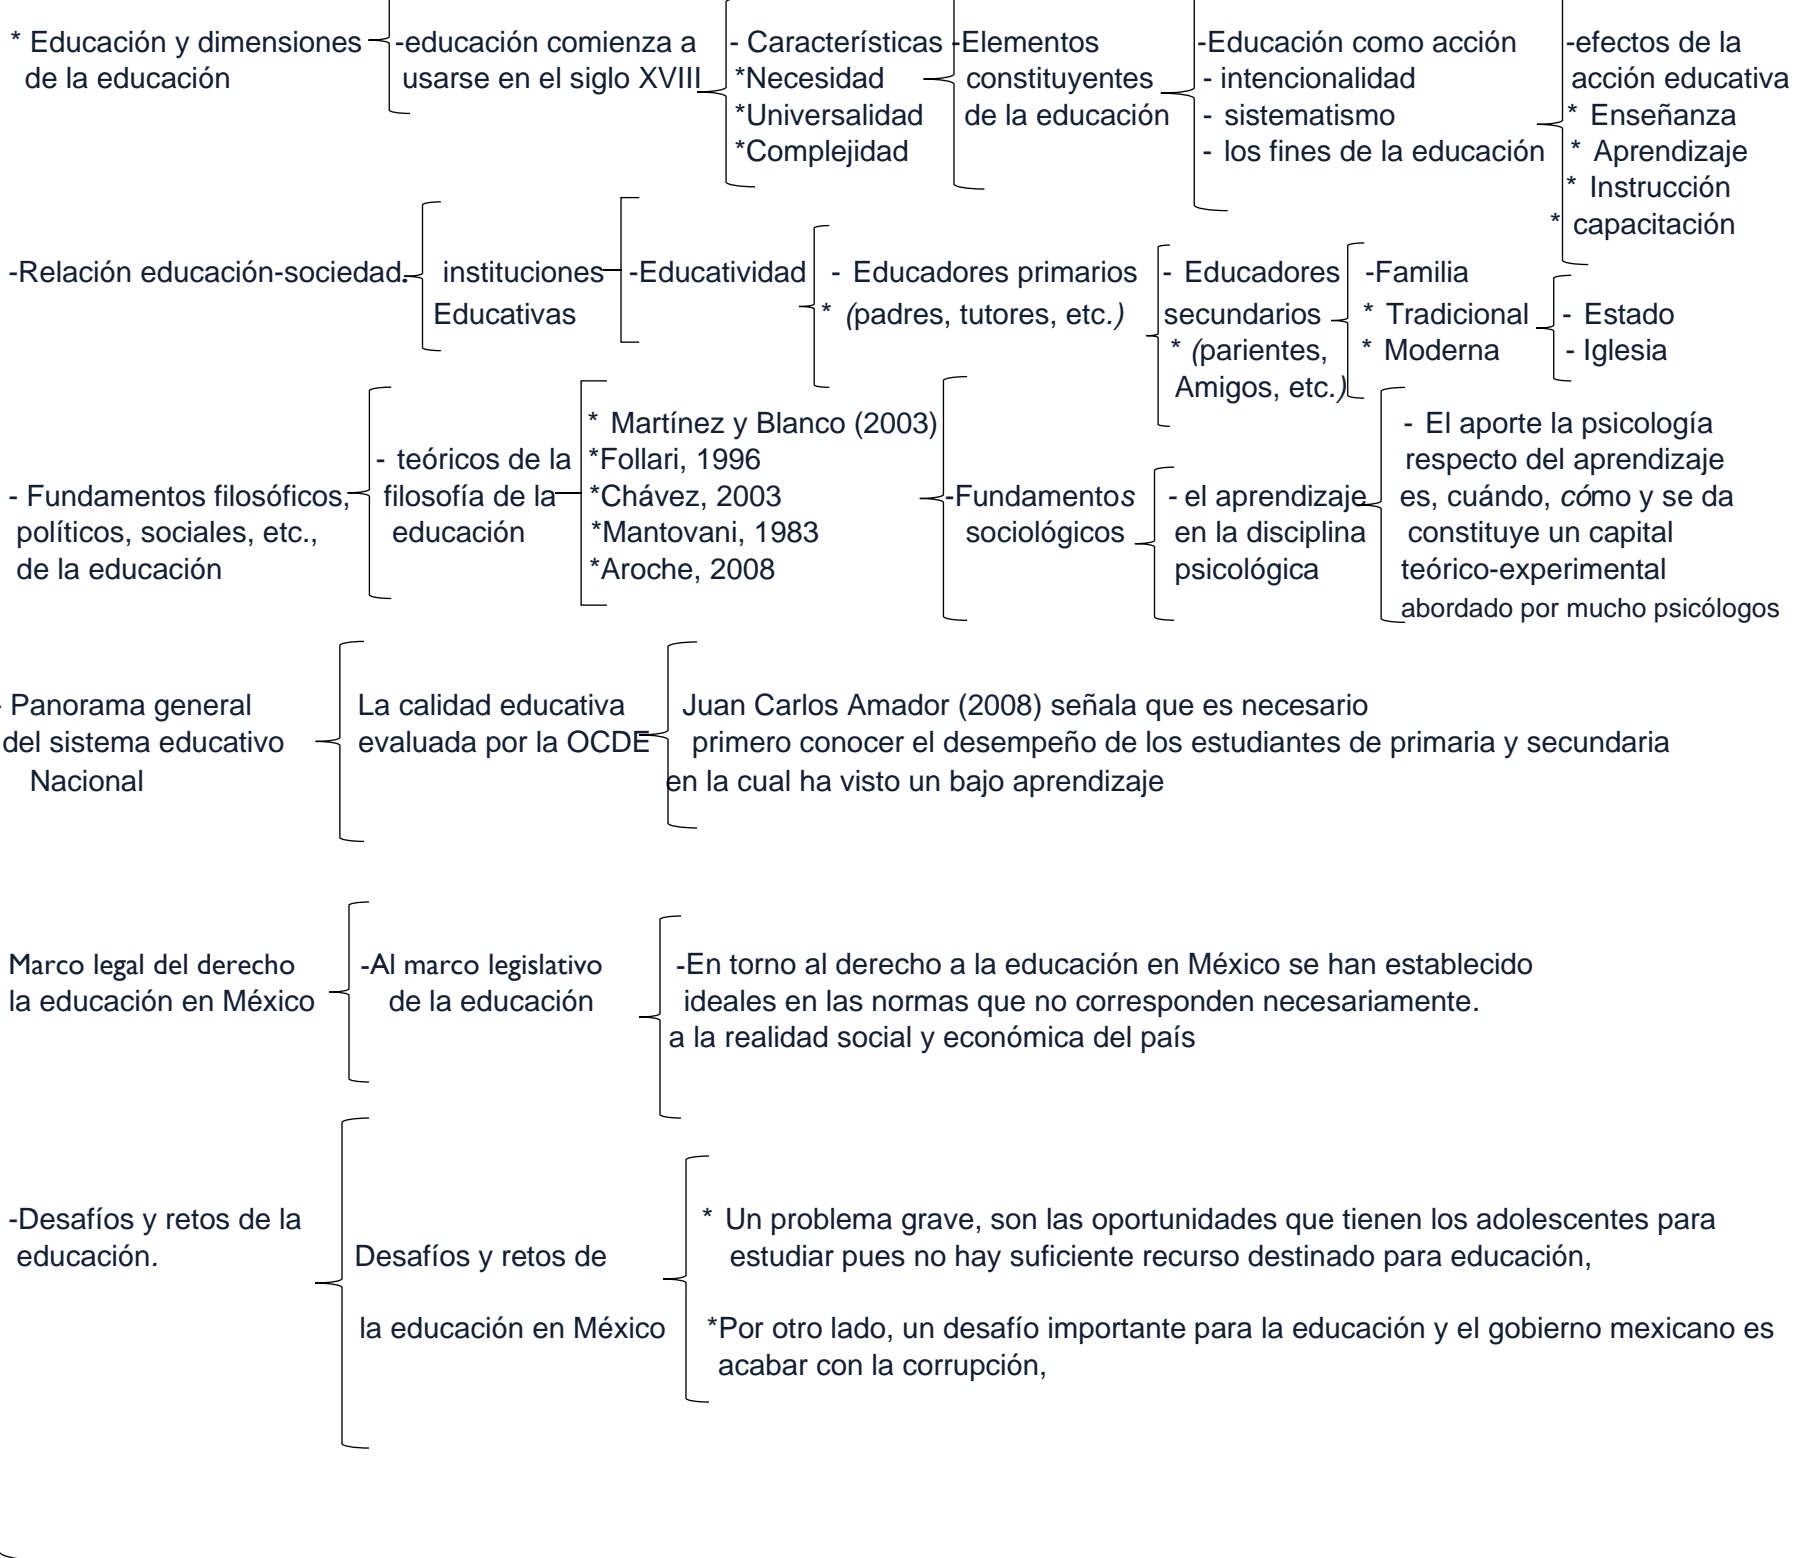 * Educación y dimensiones
de la educación
-educación comienza a
usarse en el siglo XVIII
- Características
*Necesidad
*Universalidad
*Complejidad
-Elementos
constituyentes
de la educación
-Educación como acción
- intencionalidad
- sistematismo
- los fines de la educación
-efectos de la
acción educativa
* Enseñanza
* Aprendizaje
* Instrucción
* capacitación
-Relación educación-sociedad.
instituciones
Educativas
-Educatividad
- Educadores primarios
* (padres, tutores, etc.)
- Educadores
secundarios
* (parientes,
Amigos, etc.)
-Familia
* Tradicional
* Moderna
- Estado
- Iglesia
- Fundamentos filosóficos,
políticos, sociales, etc.,
de la educación
- teóricos de la
filosofía de la
educación
* Martínez y Blanco (2003)
*Follari, 1996
*Chávez, 2003
*Mantovani, 1983
*Aroche, 2008
-Fundamentos
sociológicos
- el aprendizaje
en la disciplina
psicológica
- El aporte la psicología
respecto del aprendizaje
es, cuándo, cómo y se da
constituye un capital
teórico-experimental
abordado por mucho psicólogos
- Panorama general
del sistema educativo
Nacional
La calidad educativa
evaluada por la OCDE
Juan Carlos Amador (2008) señala que es necesario
primero conocer el desempeño de los estudiantes de primaria y secundaria
en la cual ha visto un bajo aprendizaje
Marco legal del derecho
la educación en México
-Al marco legislativo
de la educación
-En torno al derecho a la educación en México se han establecido
ideales en las normas que no corresponden necesariamente.
a la realidad social y económica del país
-Desafíos y retos de la
educación.
Desafíos y retos de
la educación en México
* Un problema grave, son las oportunidades que tienen los adolescentes para
estudiar pues no hay suficiente recurso destinado para educación,
*Por otro lado, un desafío importante para la educación y el gobierno mexicano es
acabar con la corrupción,